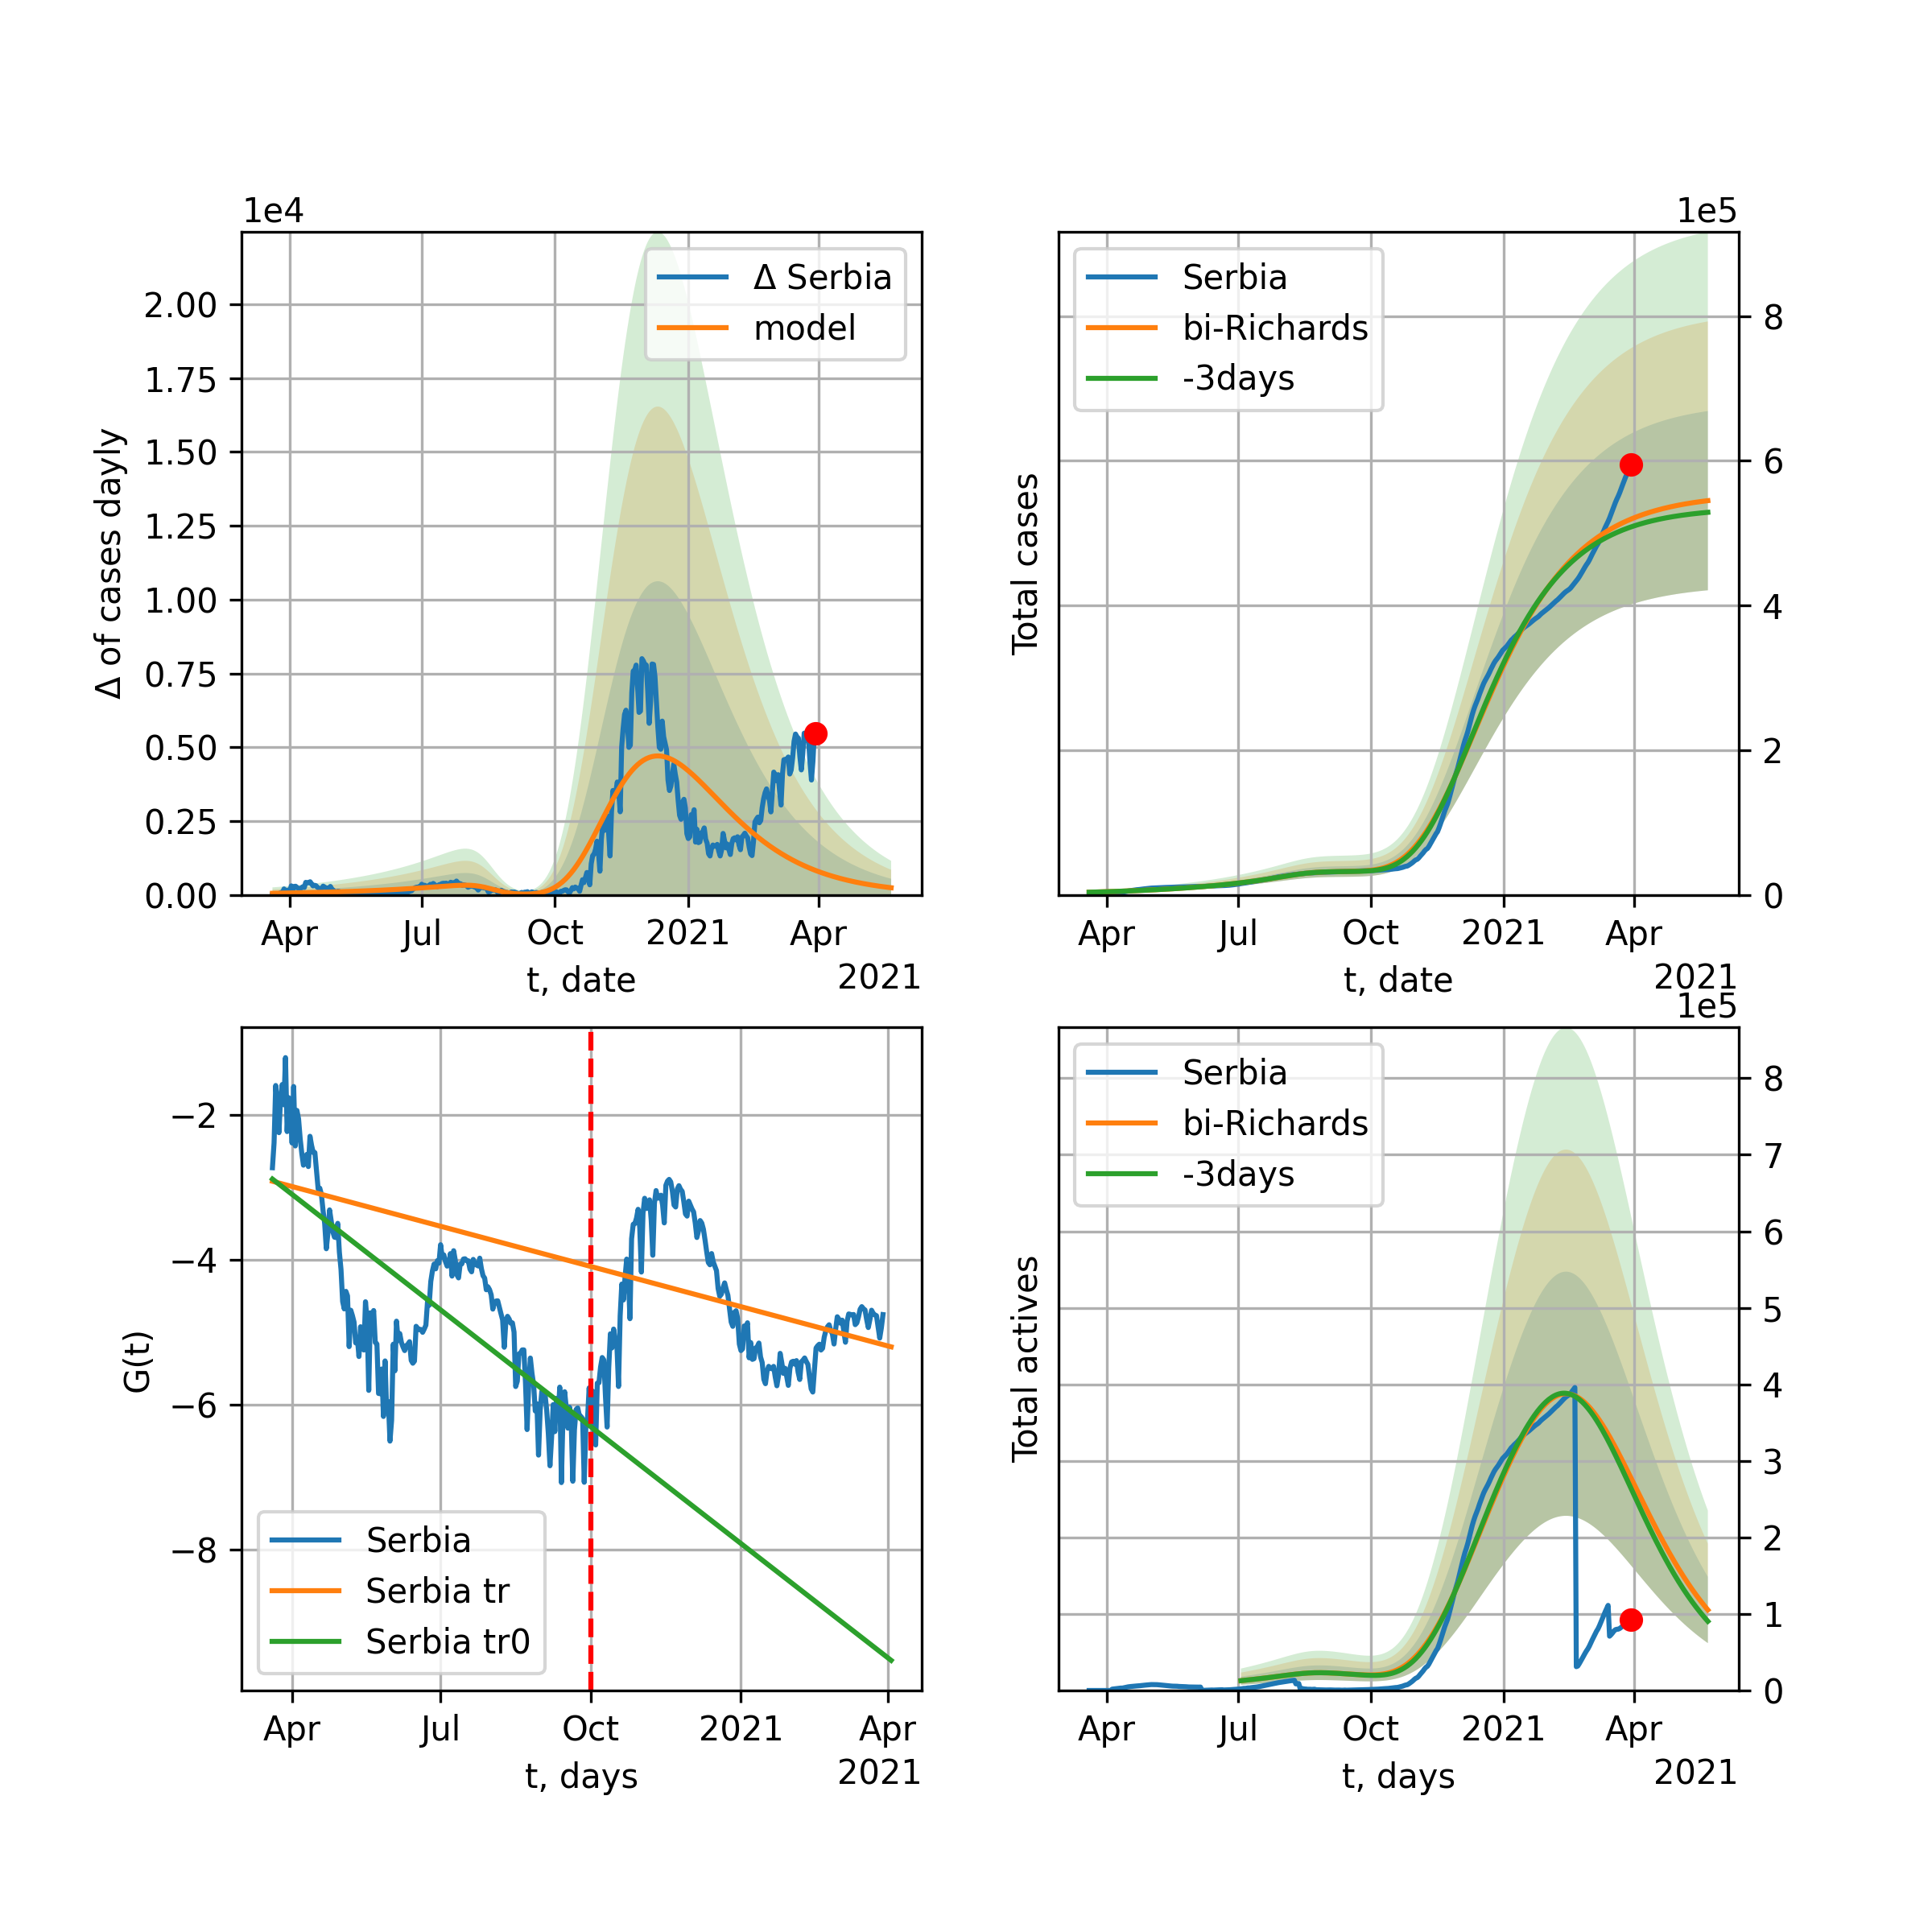 1e4
Δ of cases dayly
2.00
1.75
1.50
1.25
1.00
0.75
0.50
0.25
0.00
Δ Serbia
model
Apr Jul Oct 2021 Apr
t, date
2021
1e5
Total cases
Serbia
bi-Richards
-3days
8
6
4
2
0
Apr Jul Oct 2021 Apr
t, date
2021
G(t)
−2
−4
−6
−8
Serbia
Serbia tr
Serbia tr0
Apr Jul Oct 2021 Apr
t, days
2021
1e5
Total actives
Serbia
bi-Richards
-3days
8
7
6
5
4
3
2
1
0
Apr Jul Oct 2021 Apr
t, days
2021